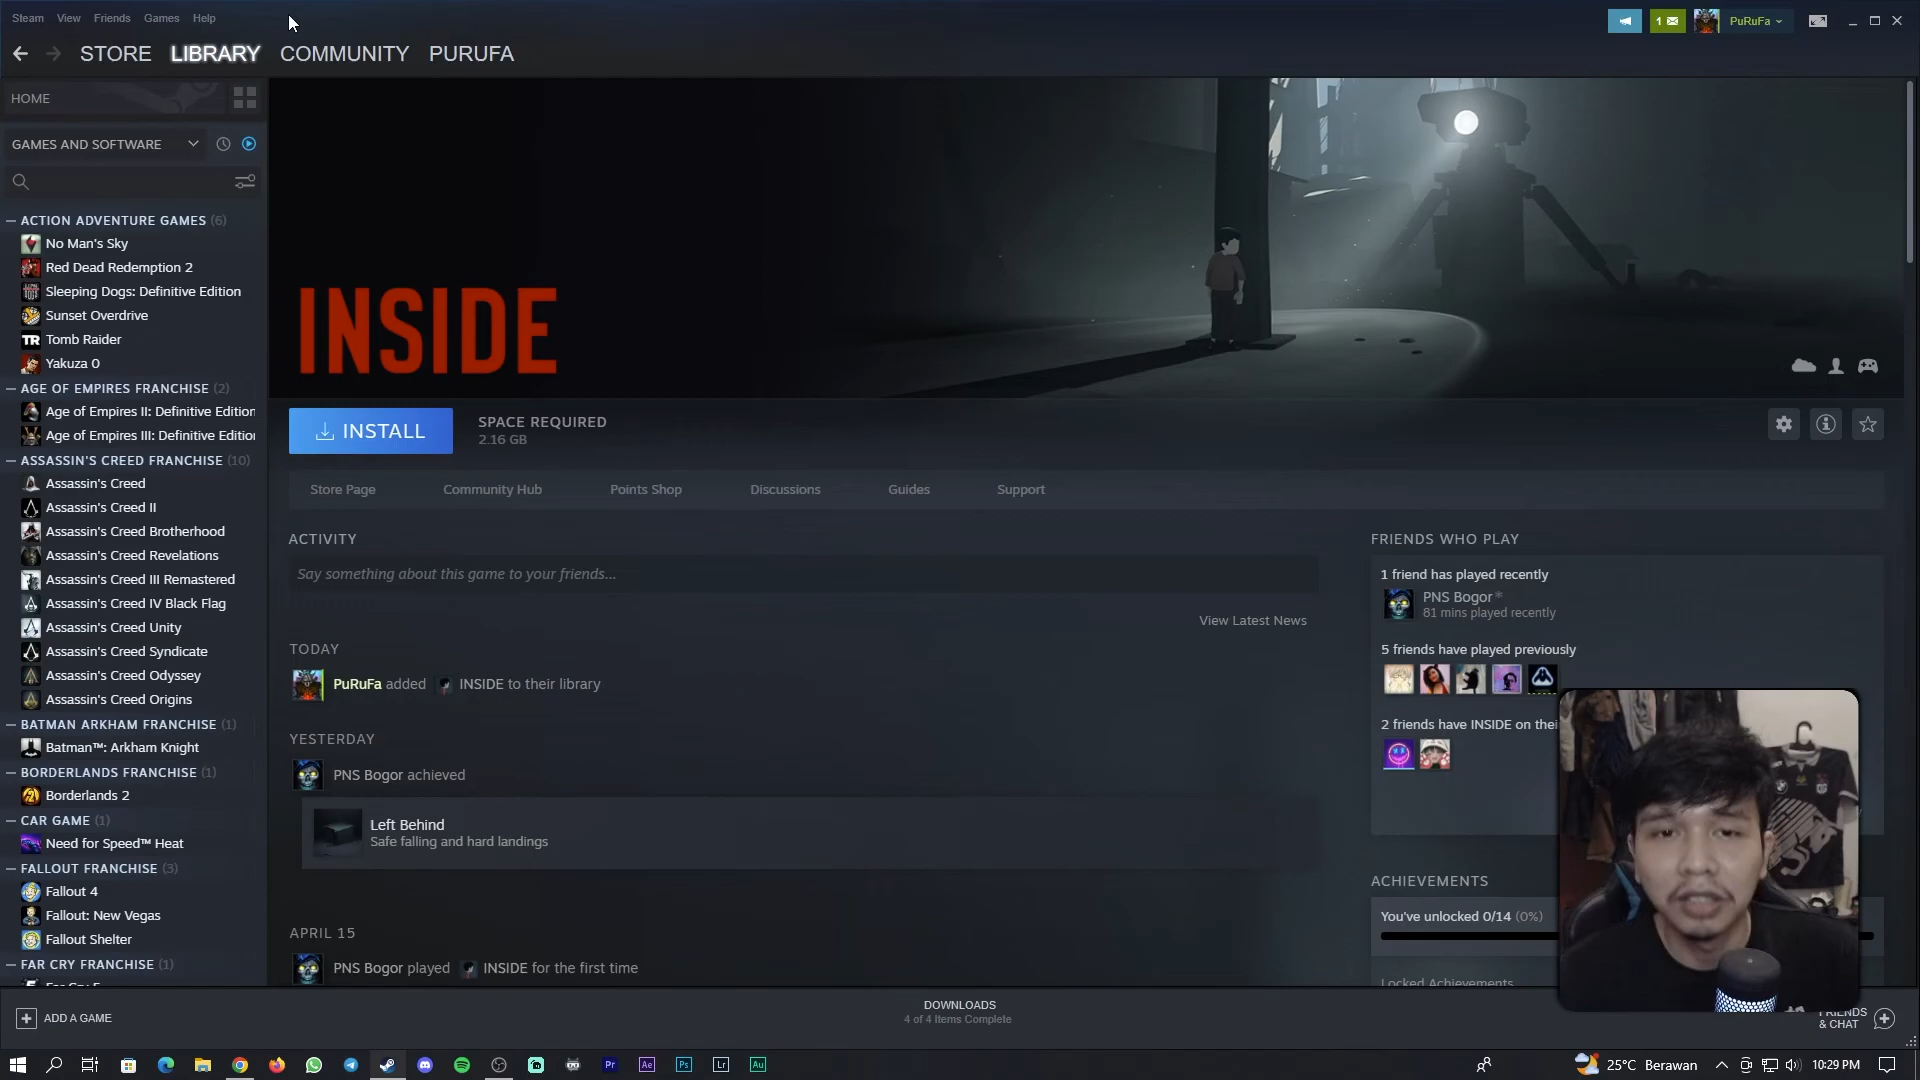 Steam View Friends Games Help
1
PuRuFa
STORE LIBRARY COMMUNITY PURUFA
HOME
GAMES AND SOFTWARE
ACTION ADVENTURE GAMES (6)
No Man's Sky
Red Dead Redemption 2
Sleeping Dogs: Definitive Edition
Sunset Overdrive
TR Tomb Raider
Yakuza 0
AGE OF EMPIRES FRANCHISE (2)
Age of Empires II: Definitive Edition
Age of Empires III: Definitive Editio
ASSASSIN'S CREED FRANCHISE (10)
Assassin's Creed
Assassin's Creed II
Assassin's Creed Brotherhood
Assassin's Creed Revelations
Assassin's Creed III Remastered
Assassin's Creed IV Black Flag
Assassin's Creed Unity
Assassin's Creed Syndicate
Assassin's Creed Odyssey
Assassin's Creed Origins
BATMAN ARKHAM FRANCHISE (1)
Batman™: Arkham Knight
BORDERLANDS FRANCHISE (1)
Borderlands 2
CAR GAME (1)
Need for Speed™ Heat
FALLOUT FRANCHISE (3)
Fallout 4
Fallout: New Vegas
Fallout Shelter
FAR CRY FRANCHISE (1)
INSIDE
INSTALL
SPACE REQUIRED
2.16 GB
Store Page Community Hub Points Shop Discussions Guides Support
ACTIVITY
Say something about this game to your friends...
View Latest News
TODAY
PuRuFa added INSIDE to their library
YESTERDAY
PNS Bogor achieved
Left Behind
Safe falling and hard landings
APRIL 15
PNS Bogor played INSIDE for the first time
FRIENDS WHO PLAY
1 friend has played recently
PNS Bogor*
81 mins played recently
5 friends have played previously
2 friends have INSIDE on thei
ACHIEVEMENTS
You've unlocked 0/14 (0%)
Locked Achievements
ADD A GAME
DOWNLOADS
4 of 4 Items Complete
FRIENDS
& CHAT
Pr Ae Ps Lr Au
25°C Berawan
10:29 PM